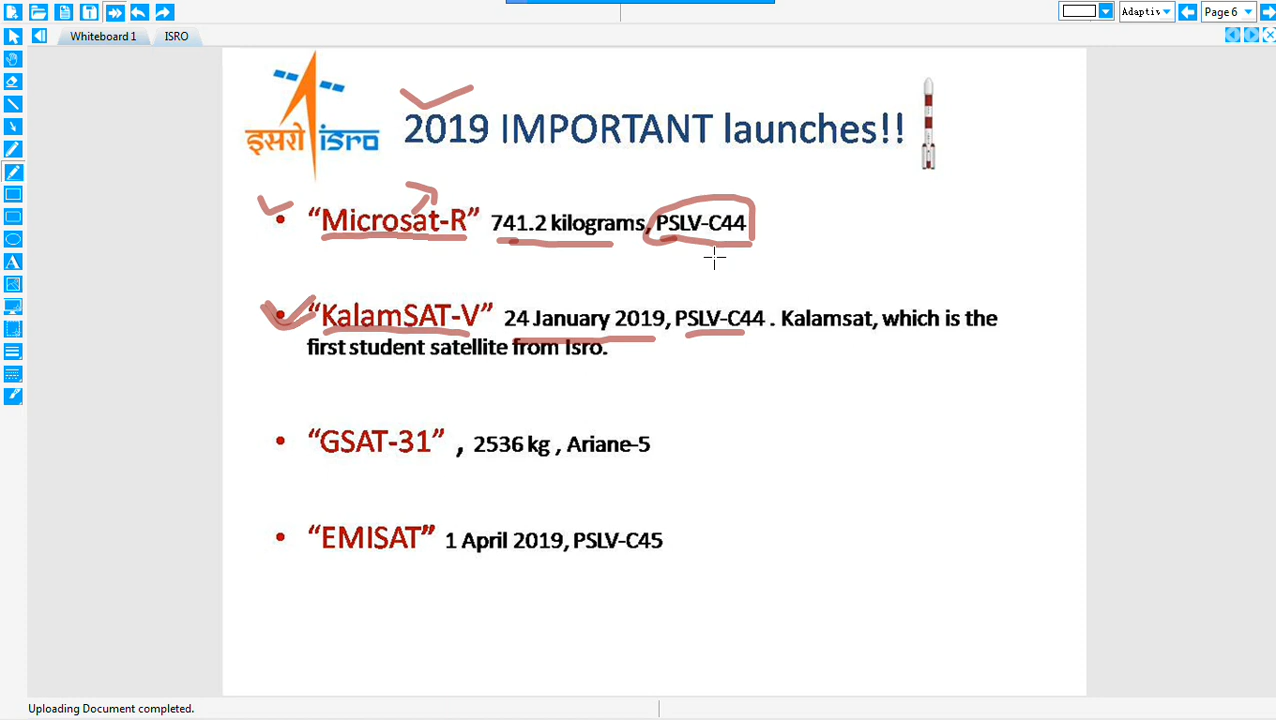 Adaptiv
Page 6
Whiteboard 1
ISRO
इसरो isro
2019 IMPORTANT launches!!
• “Microsat-R” 741.2 kilograms, PSLV-C44
• “KalamSAT-V” 24 January 2019, PSLV-C44 . Kalamsat, which is the
first student satellite from Isro.
• “GSAT-31” , 2536 kg , Ariane-5
• “EMISAT” 1 April 2019, PSLV-C45
Uploading Document completed.